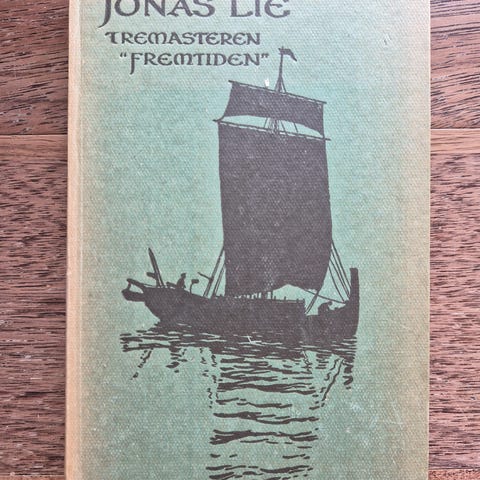 JONAS LIE
TREMASTEREN
"FREMTIDEN"